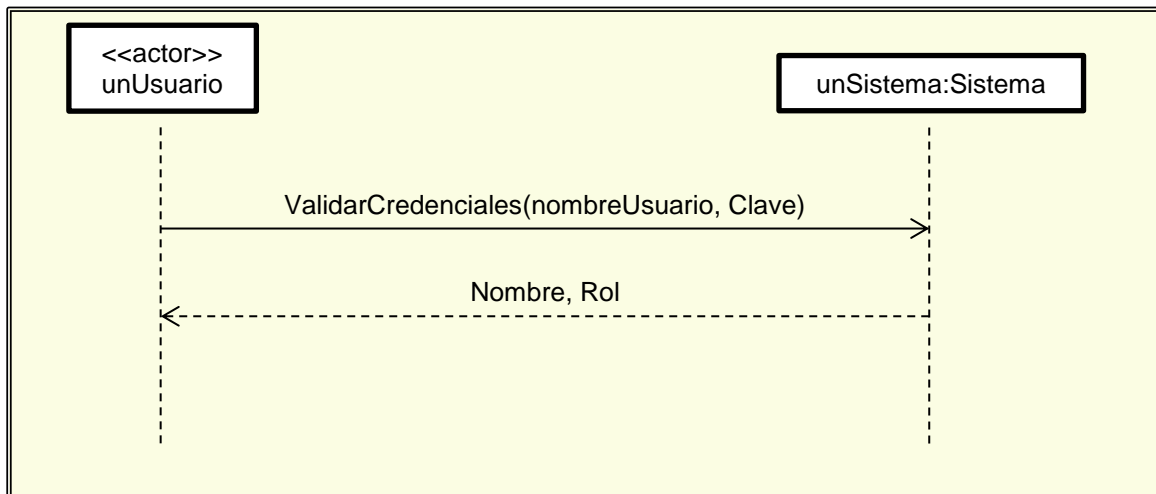 <<actor>>
unUsuario
unSistema:Sistema
ValidarCredenciales(nombreUsuario, Clave)
Nombre, Rol